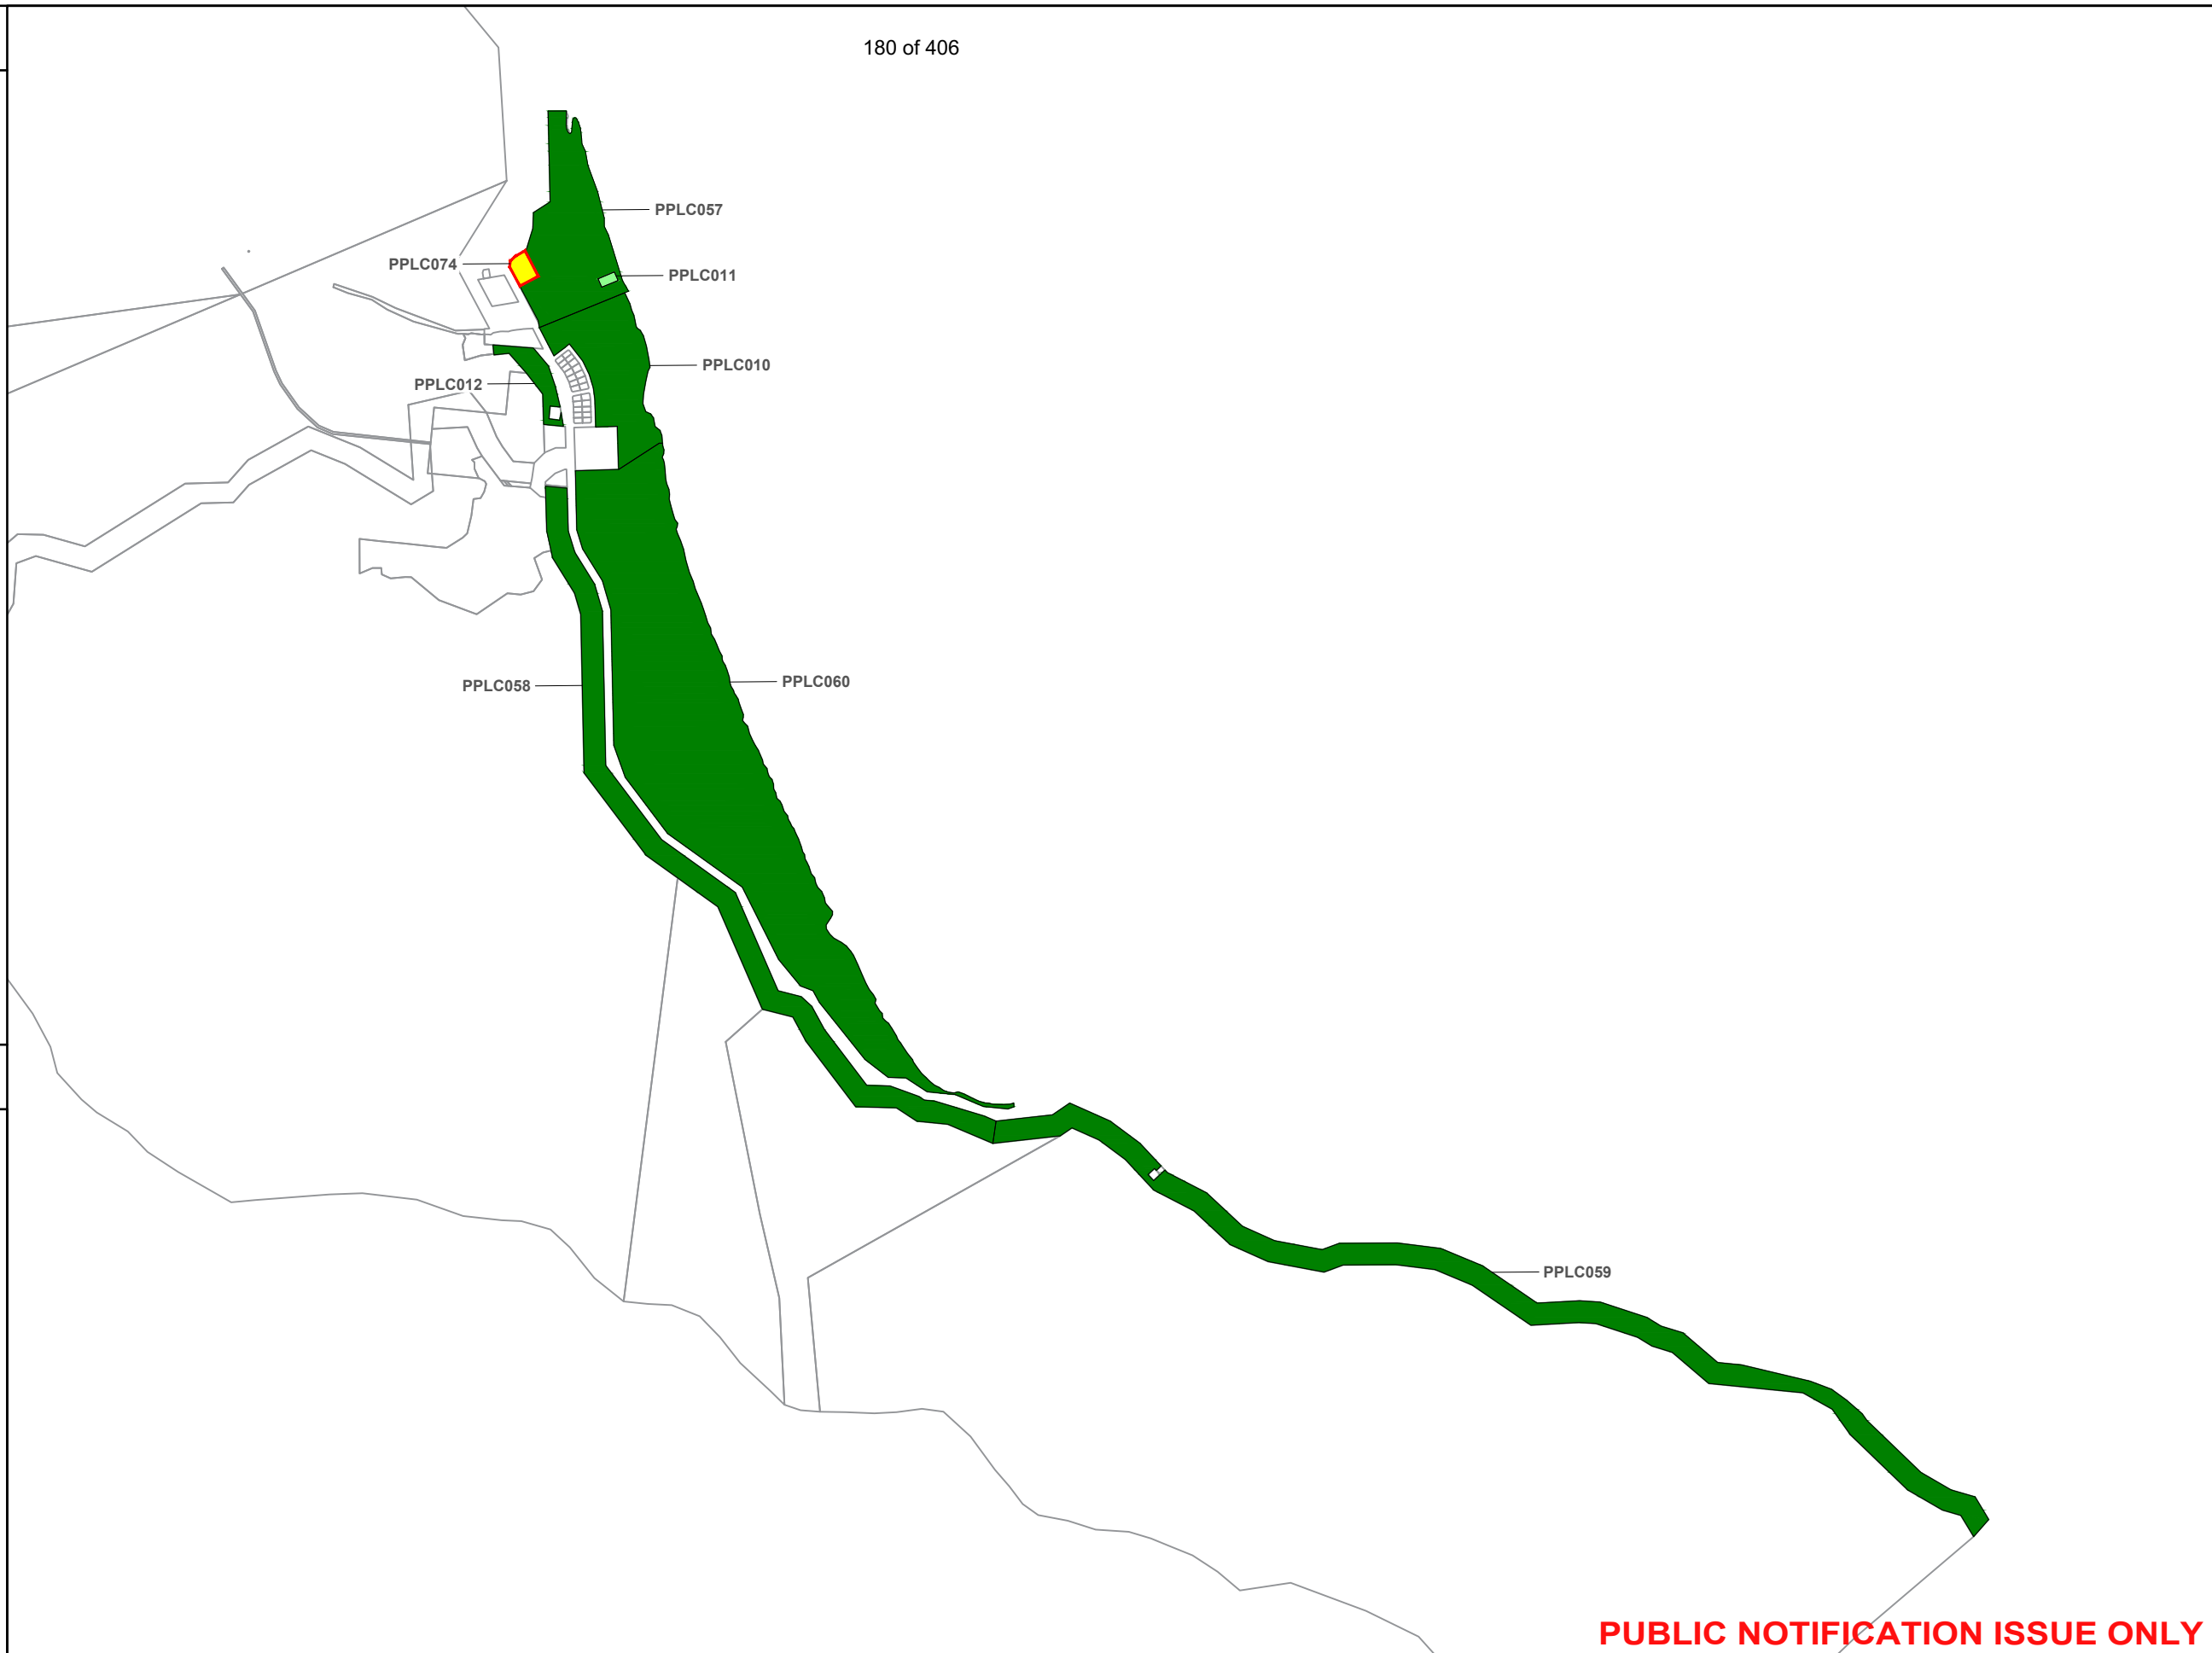 180 of 406
PPLC057
PPLC074
PPLC011
PPLC010
PPLC012
PPLC060
PPLC058
PPLC059
PUBLIC NOTIFICATION ISSUE ONLY